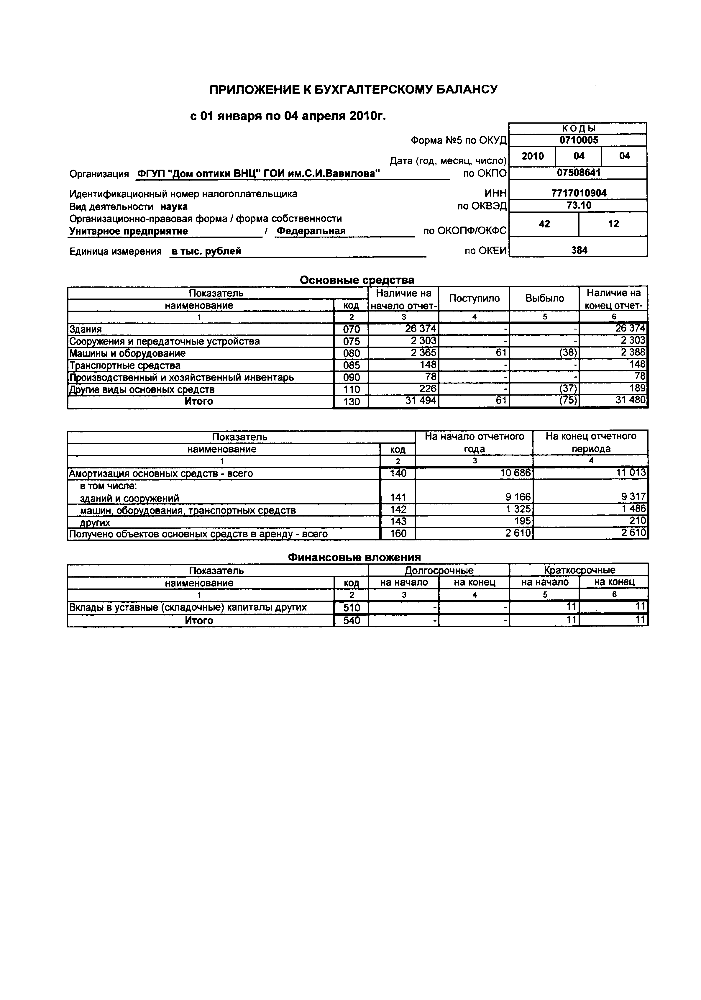 ПРИЛОЖЕНИЕ К БУХГАЛТЕРСКОМУ БАЛАНСУ
с 01 января по 04 апреля 2010г.
КОДЫ
Форма №5 по ОКУД 0710005
Дата (год, месяц, число) 2010 04 04
Организация ФГУП "Дом оптики ВНЦ" ГОИ им.С.И.Вавилова" по ОКПО 07508641
Идентификационный номер налогоплательщика ИНН 7717010904
Вид деятельности наука по ОКВЭД 73.10
Организационно-правовая форма / форма собственности
Унитарное предприятие / Федеральная по ОКОПФ/ОКФС 42 12
Единица измерения в тыс. рублей по ОКЕИ 384
Основные средства
Показатель Наличие на Поступило Выбыло Наличие на
наименование код начало отчет- конец отчет-
1 2 3 4 5 6
Здания 070 26 374 - - 26 374
Сооружения и передаточные устройства 075 2 303 - - 2 303
Машины и оборудование 080 2 365 61 (38) 2 388
Транспортные средства 085 148 - - 148
Производственный и хозяйственный инвентарь 090 78 - - 78
Другие виды основных средств 110 226 - (37) 189
Итого 130 31 494 61 (75) 31 480
Показатель На начало отчетного На конец отчетного
наименование код года периода
1 2 3 4
Амортизация основных средств - всего 140 10 686 11 013
в том числе:
зданий и сооружений 141 9 166 9 317
машин, оборудования, транспортных средств 142 1 325 1 486
других 143 195 210
Получено объектов основных средств в аренду - всего 160 2 610 2 610
Финансовые вложения
Показатель Долгосрочные Краткосрочные
наименование код на начало на конец на начало на конец
1 2 3 4 5 6
Вклады в уставные (складочные) капиталы других 510 - - 11 11
Итого 540 - - 11 11